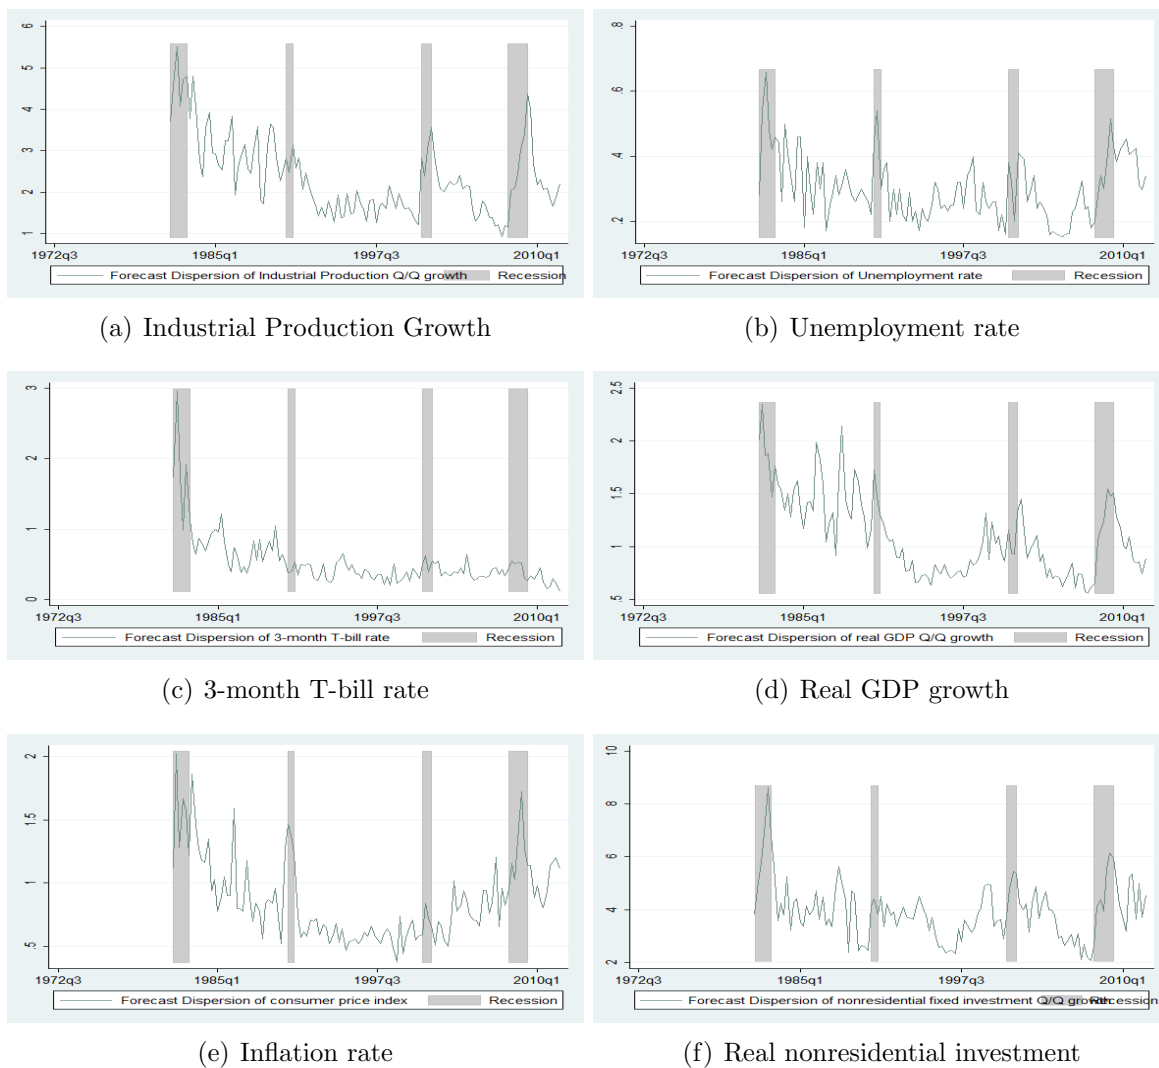 6
5
4
3
2
1
1972q3 1985q1 1997q3 2010q1
Forecast Dispersion of Industrial Production Q/Q growth Recession
(a) Industrial Production Growth
.8
.6
.4
.2
1972q3 1985q1 1997q3 2010q1
Forecast Dispersion of Unemployment rate Recession
(b) Unemployment rate
3
2
1
0
1972q3 1985q1 1997q3 2010q1
Forecast Dispersion of 3-month T-bill rate Recession
(c) 3-month T-bill rate
2.5
2
1.5
1
.5
1972q3 1985q1 1997q3 2010q1
Forecast Dispersion of real GDP Q/Q growth Recession
(d) Real GDP growth
2
1.5
1
.5
1972q3 1985q1 1997q3 2010q1
Forecast Dispersion of consumer price index Recession
(e) Inflation rate
10
8
6
4
2
1972q3 1985q1 1997q3 2010q1
Forecast Dispersion of nonresidential fixed investment Q/Q growth Recession
(f) Real nonresidential investment